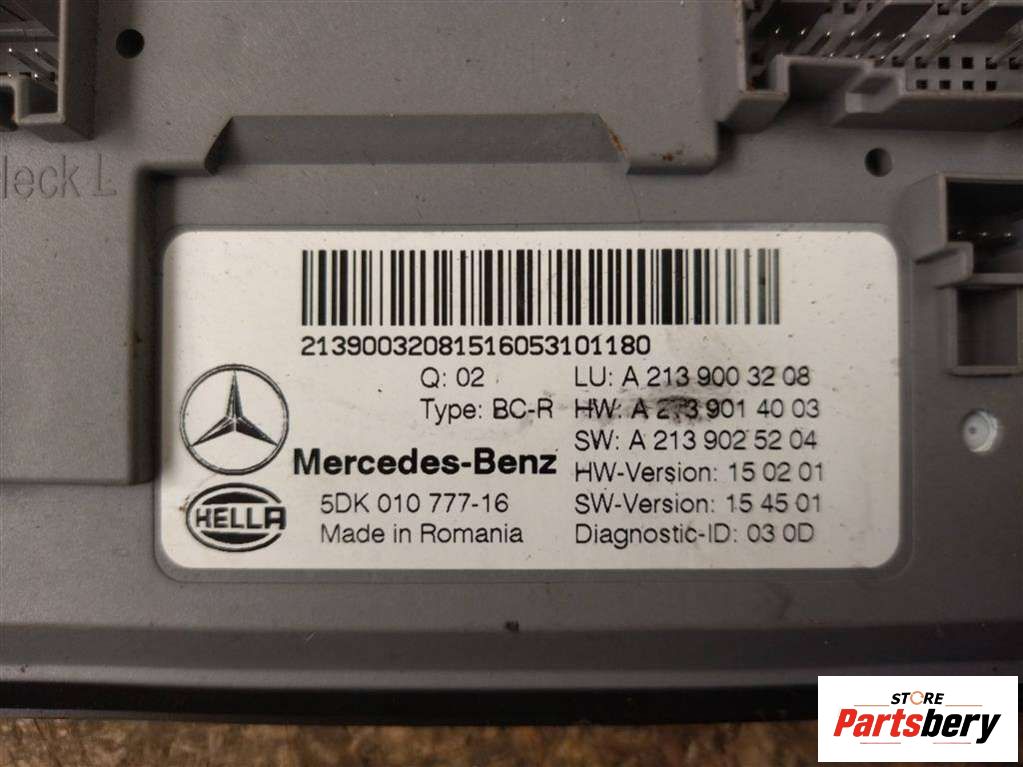 leck L
21390032081516053101180
Q: 02 LU: A 213 900 32 08
Type: BC-R HW: A 213 901 40 03
SW: A 213 902 52 04
Mercedes-Benz HW-Version: 15 02 01
HELLA 5DK 010 777-16 SW-Version: 15 45 01
Made in Romania Diagnostic-ID: 03 0D
STORE
Partsbery